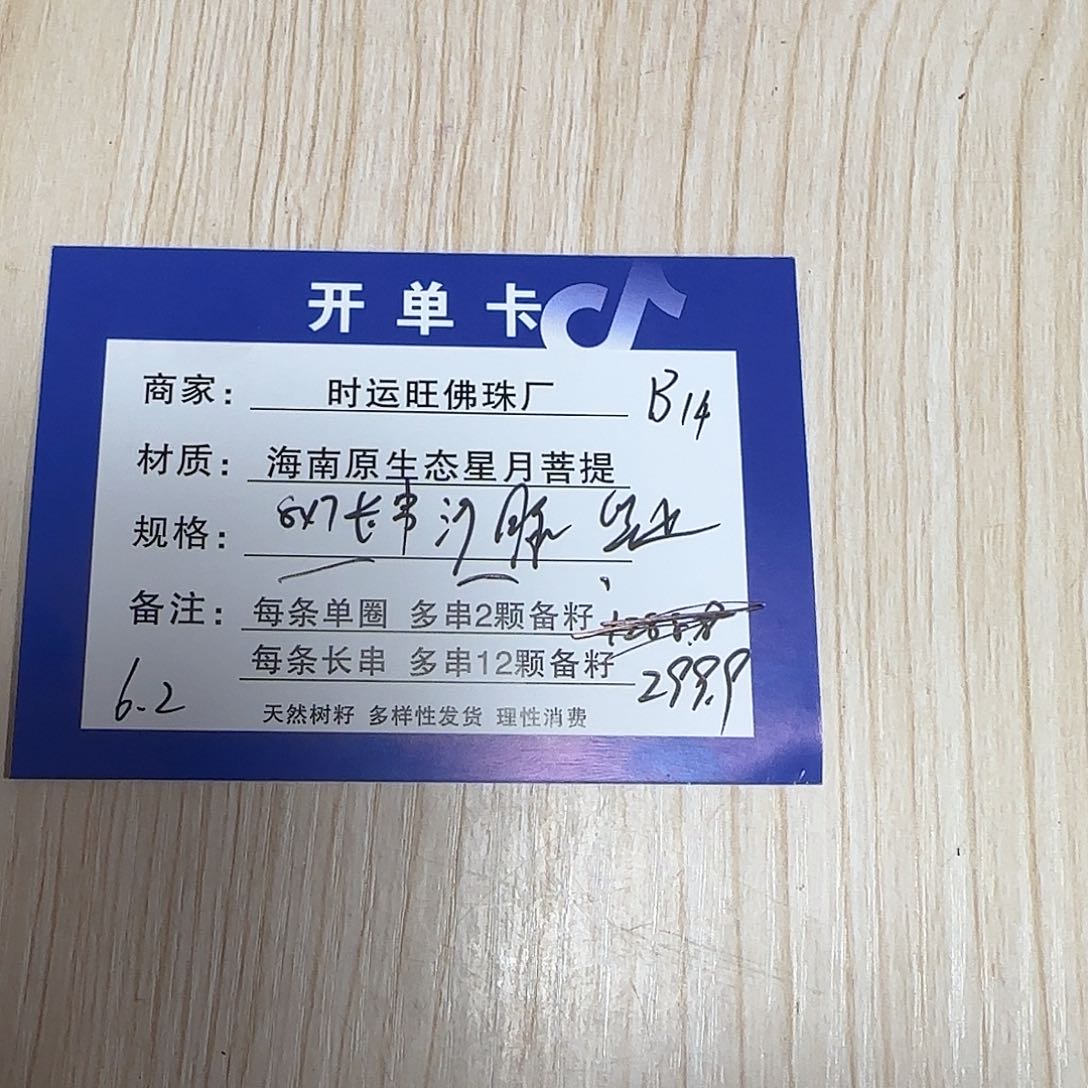 开单卡
商家： 时运旺佛珠厂 B14
材质： 海南原生态星月菩提
规格： 8x7长串
备注： 每条单圈 多串2颗备籽
每条长串 多串12颗备籽 299.9
6.2 天然树籽 多样性发货 理性消费